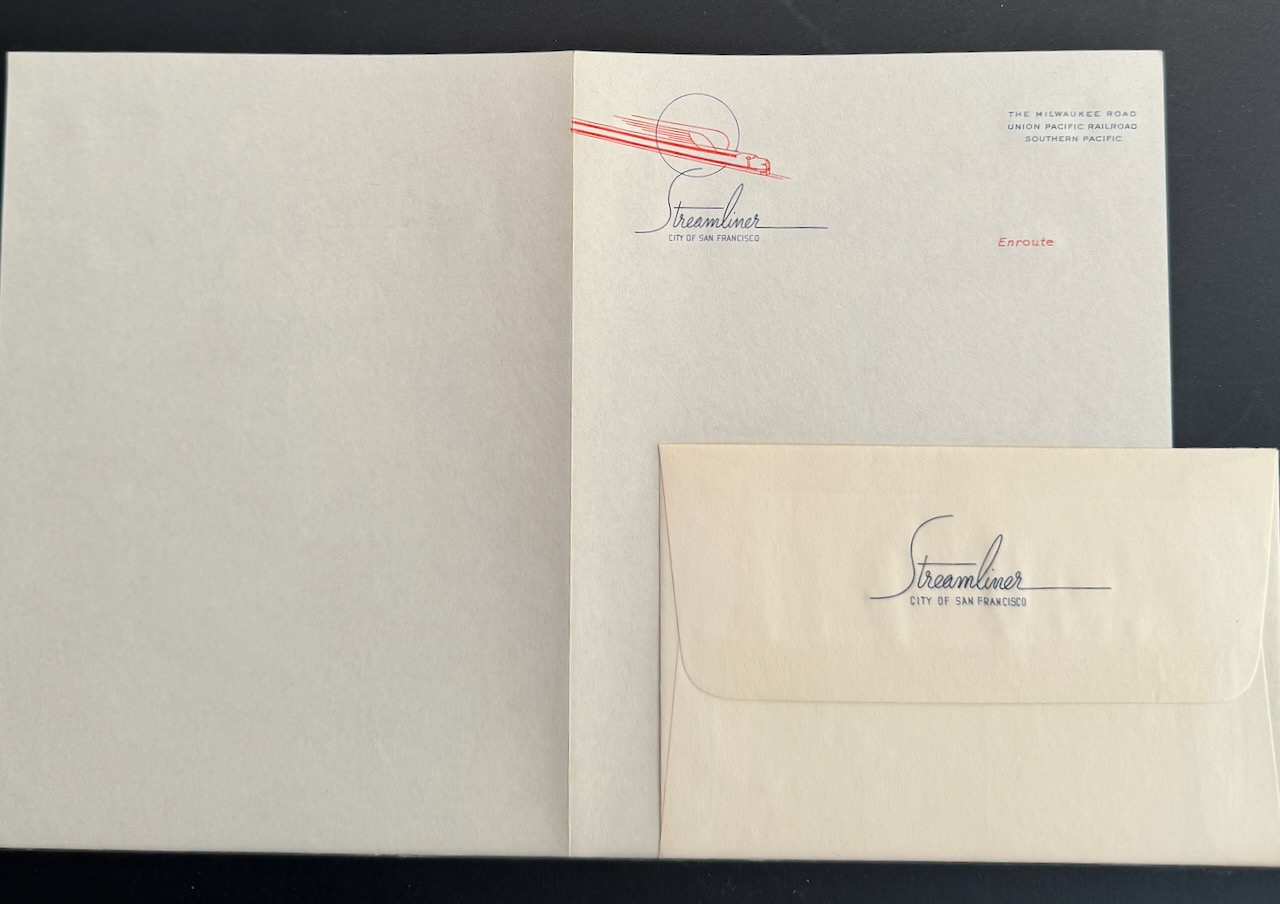 THE MILWAUKEE ROAD
UNION PACIFIC RAILROAD
SOUTHERN PACIFIC
Streamliner
CITY OF SAN FRANCISCO
Enroute
Streamliner
CITY OF SAN FRANCISCO